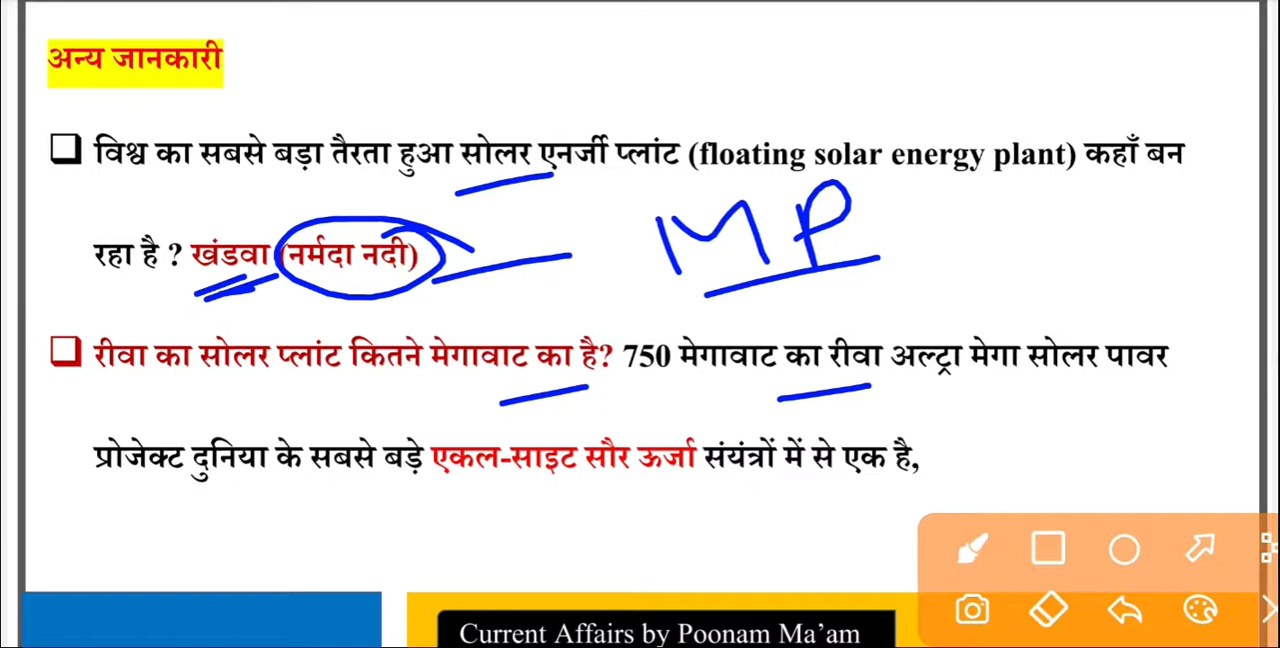 अन्य जानकारी
विश्व का सबसे बड़ा तैरता हुआ सोलर एनर्जी प्लांट (floating solar energy plant) कहाँ बन
रहा है ? खंडवा (नर्मदा नदी)
MP
रीवा का सोलर प्लांट कितने मेगावाट का है? 750 मेगावाट का रीवा अल्ट्रा मेगा सोलर पावर
प्रोजेक्ट दुनिया के सबसे बड़े एकल-साइट सौर ऊर्जा संयंत्रों में से एक है,
Current Affairs by Poonam Ma’am